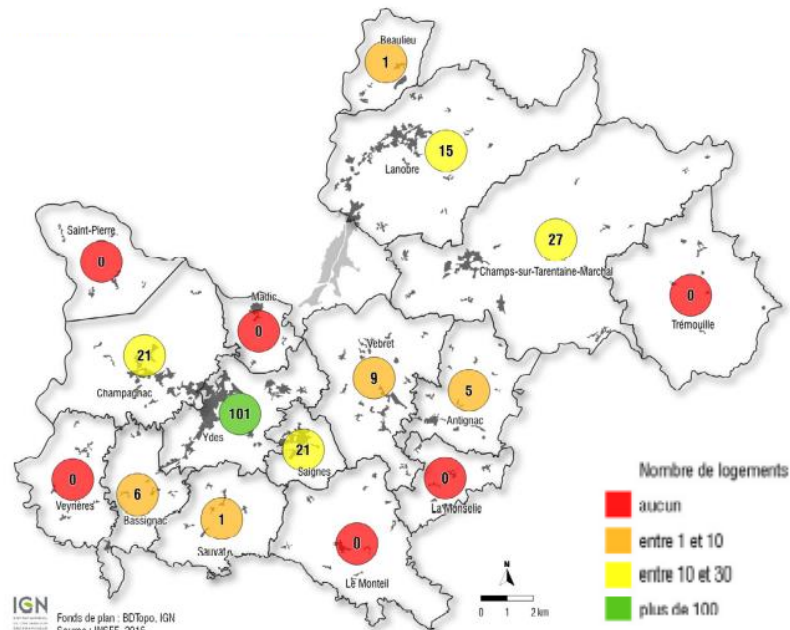 Beaulieu
1
15
Lanobre
27
Champs-sur-Tarentaine-Marchal
Saint-Pierre
0
0
Trémouille
Madic
0
21
Champagnac
Vebret
9
5
Antignac
101
Ydes
21
Saignes
0
Veyrières
6
Bassignac
1
Sauvat
0
La Monselie
0
Le Monteil
Nombre de logements
aucun
entre 1 et 10
entre 10 et 30
plus de 100
N
0 1 2 km
IGN
Fonds de plan : BDTopo, IGN
Source : INSEE, 2016